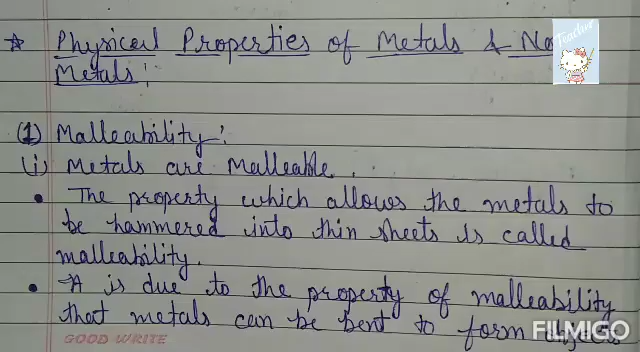 ☆ Physical Properties of Metals & No
Metals:
Teacher
(1) Malleability:
(i) Metals are Malleable.
• The property which allows the metals to
be hammered into thin sheets is called
malleability.
• It is due to the property of malleability
that metals can be bent to form
FILMIGO
GOOD WRITE